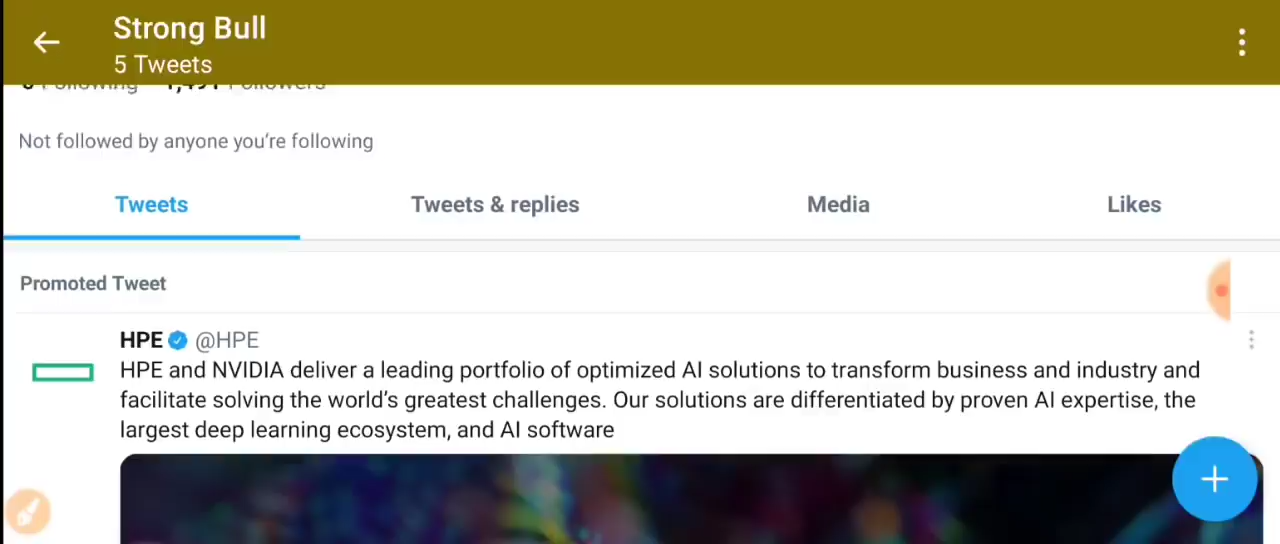 Strong Bull
5 Tweets
Following 1,491 Followers
Not followed by anyone you're following
Tweets Tweets & replies Media Likes
Promoted Tweet
HPE @HPE
HPE and NVIDIA deliver a leading portfolio of optimized AI solutions to transform business and industry and
facilitate solving the world's greatest challenges. Our solutions are differentiated by proven AI expertise, the
largest deep learning ecosystem, and AI software